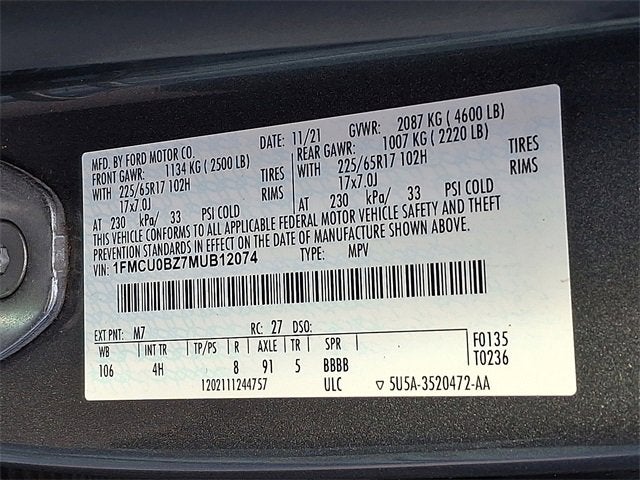 MFD. BY FORD MOTOR CO. DATE: 11/21 GVWR: 2087 KG ( 4600 LB)
FRONT GAWR: 1134 KG ( 2500 LB) REAR GAWR: 1007 KG ( 2220 LB)
WITH 225/65R17 102H TIRES WITH 225/65R17 102H TIRES
17x7.0J RIMS 17x7.0J RIMS
AT 230 kPa/ 33 PSI COLD AT 230 kPa/ 33 PSI COLD
THIS VEHICLE CONFORMS TO ALL APPLICABLE FEDERAL MOTOR VEHICLE SAFETY AND THEFT
PREVENTION STANDARDS IN EFFECT ON THE DATE OF MANUFACTURE SHOWN ABOVE.
VIN: 1FMCU0BZ7MUB12074 TYPE: MPV
EXT PNT: M7 RC: 27 DSO:
WB INT TR TP/PS R AXLE TR SPR F0135
106 4H 8 91 5 BBBB T0236
1202111244757 ULC ▽ 5U5A-3520472-AA